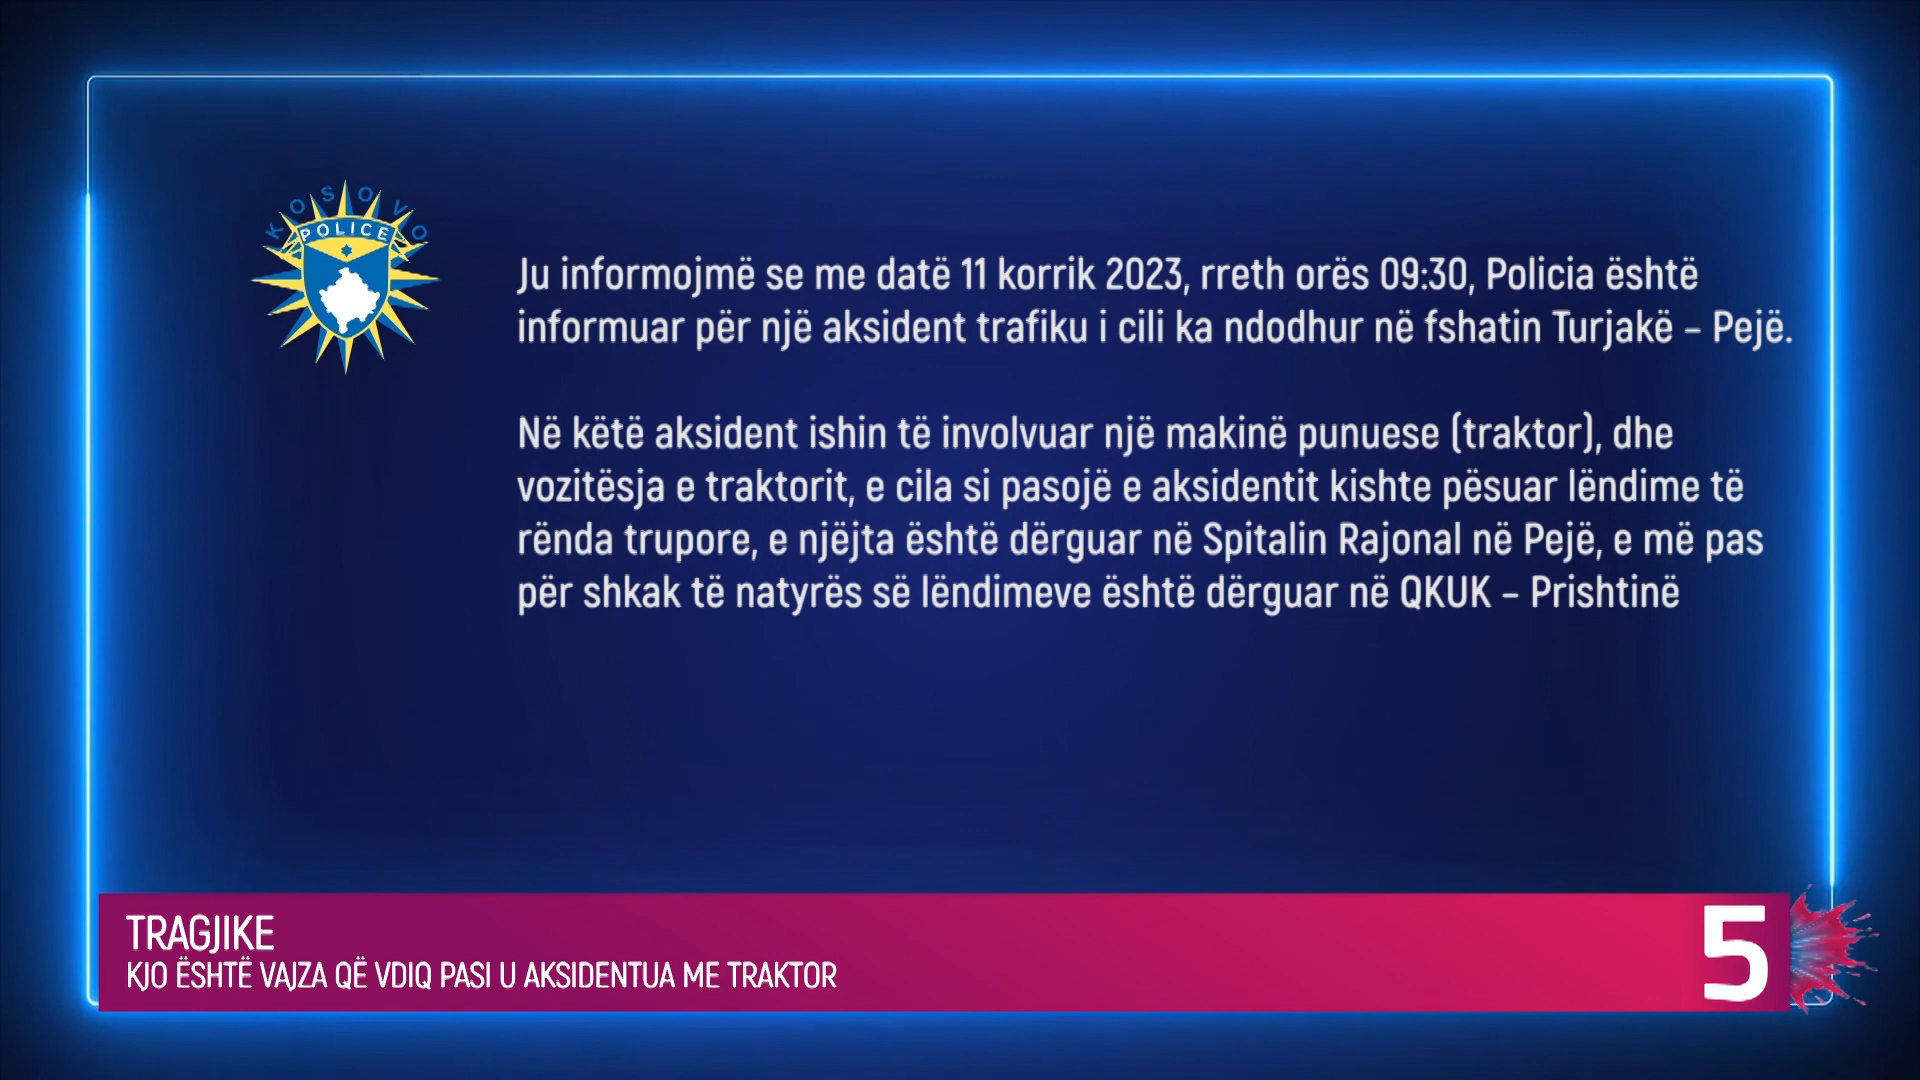 KOSOVO
POLICE
Ju informojmë se me datë 11 korrik 2023, rreth orës 09:30, Policia është
informuar për një aksident trafiku i cili ka ndodhur në fshatin Turjakë – Pejë.
Në këtë aksident ishin të involvuar një makinë punuese (traktor), dhe
vozitësja e traktorit, e cila si pasojë e aksidentit kishte pësuar lëndime të
rënda trupore, e njëjta është dërguar në Spitalin Rajonal në Pejë, e më pas
për shkak të natyrës së lëndimeve është dërguar në QKUK – Prishtinë
TRAGJIKE
KJO ËSHTË VAJZA QË VDIQ PASI U AKSIDENTUA ME TRAKTOR
5